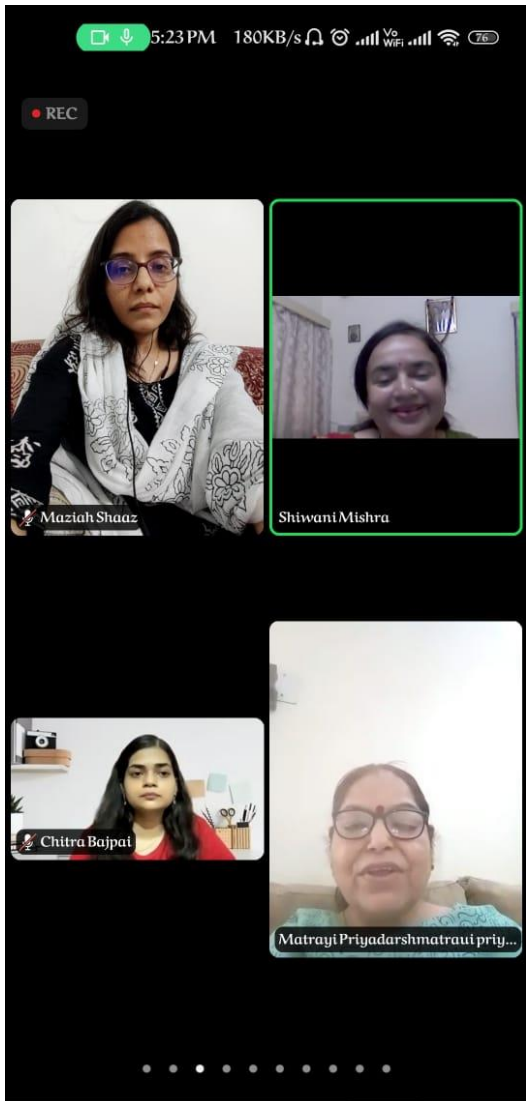 5:23 PM 180KB/s Vo WiFi 76
REC
Maziah Shaaz
Shiwani Mishra
Chitra Bajpai
Matrayi Priyadarshmatraui priy...